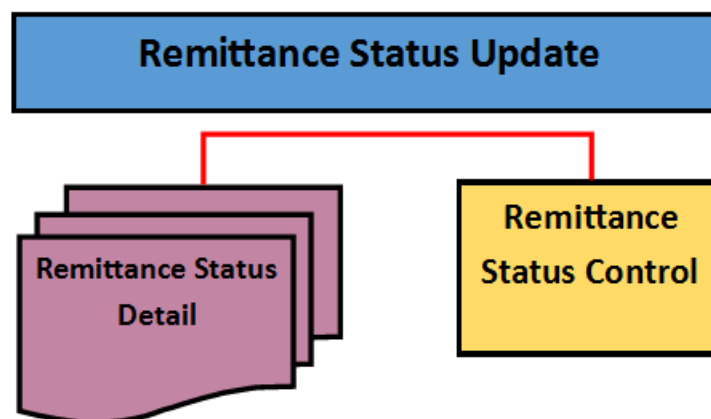 Remittance Status Update
Remittance Status
Detail
Remittance
Status Control